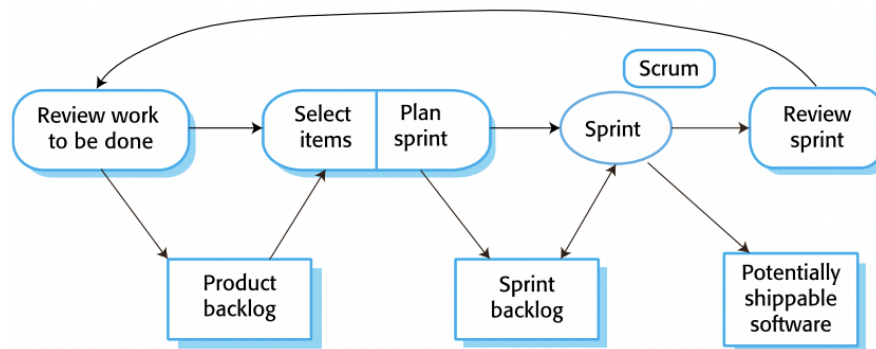 Scrum
Review work
to be done
Select
items
Plan
sprint
Sprint
Review
sprint
Product
backlog
Sprint
backlog
Potentially
shippable
software